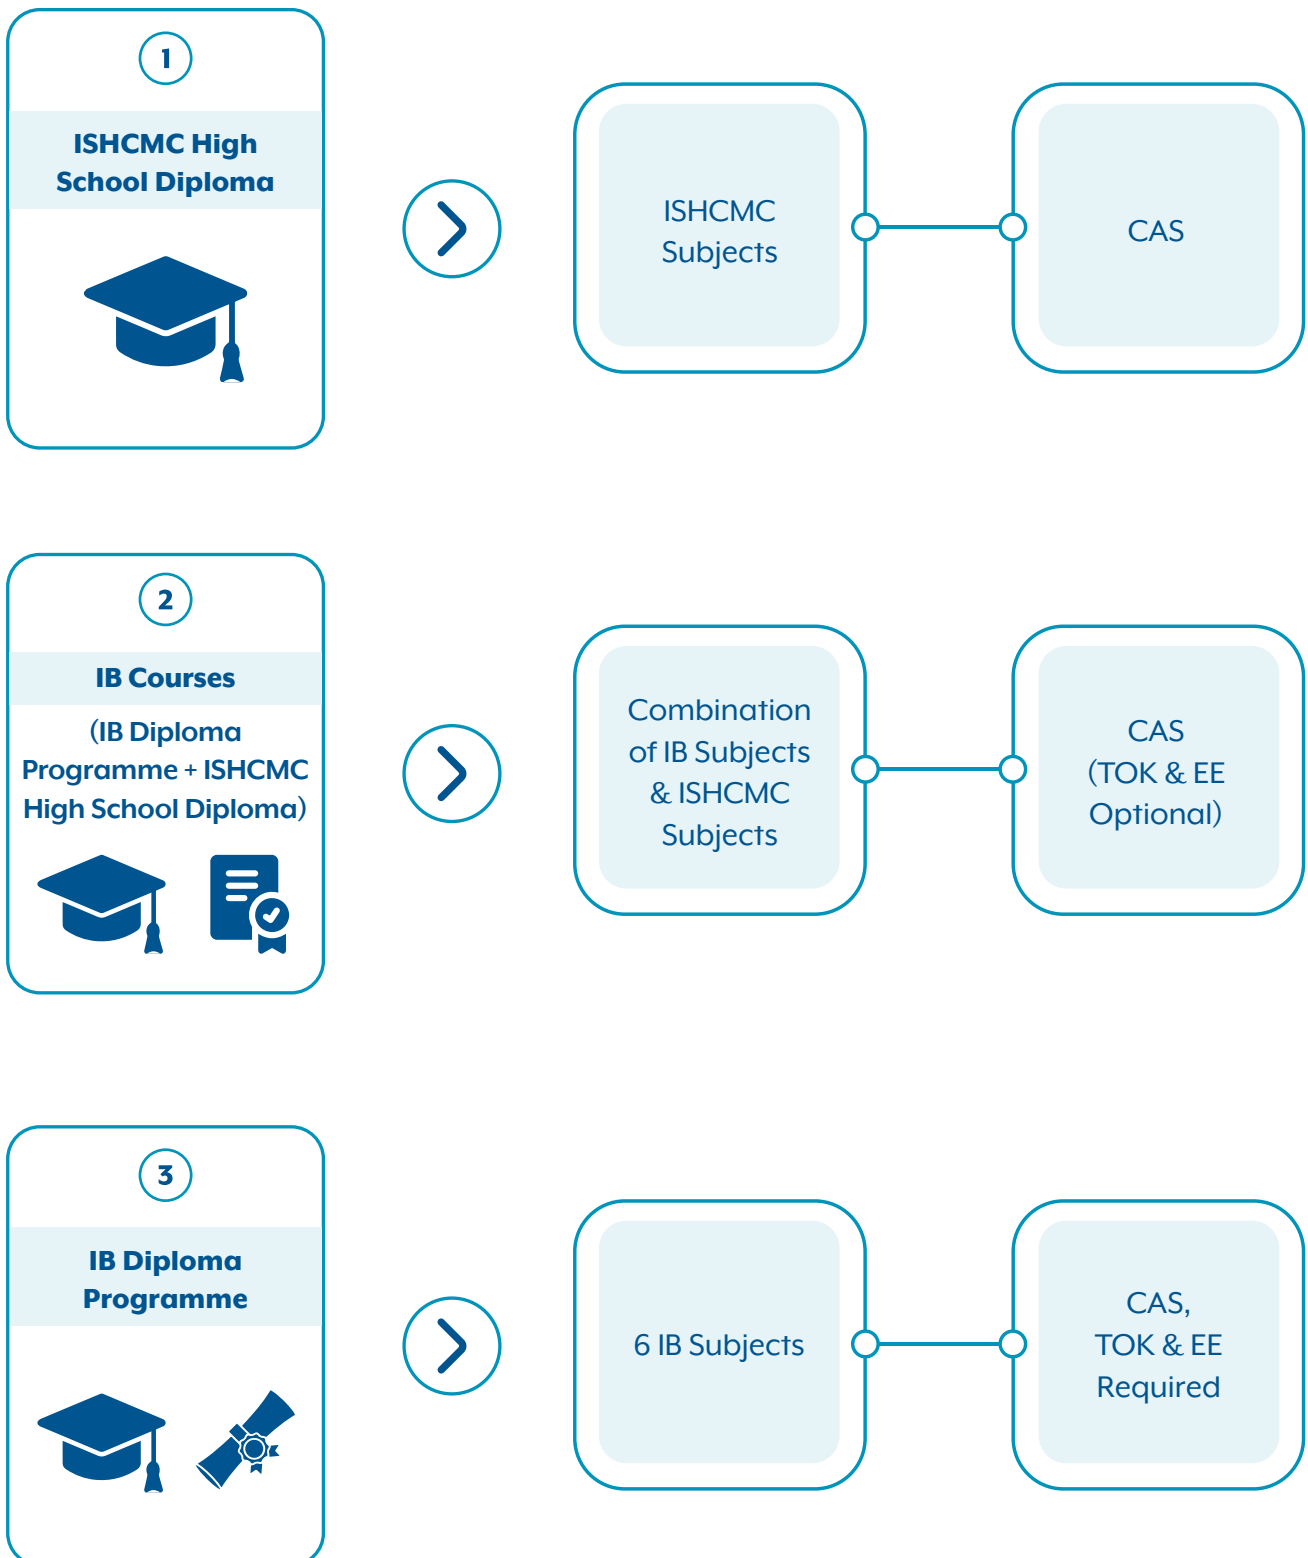 1
ISHCMC High
School Diploma
ISHCMC
Subjects
CAS
2
IB Courses
(IB Diploma
Programme + ISHCMC
High School Diploma)
Combination
of IB Subjects
& ISHCMC
Subjects
CAS
(TOK & EE
Optional)
3
IB Diploma
Programme
6 IB Subjects
CAS,
TOK & EE
Required